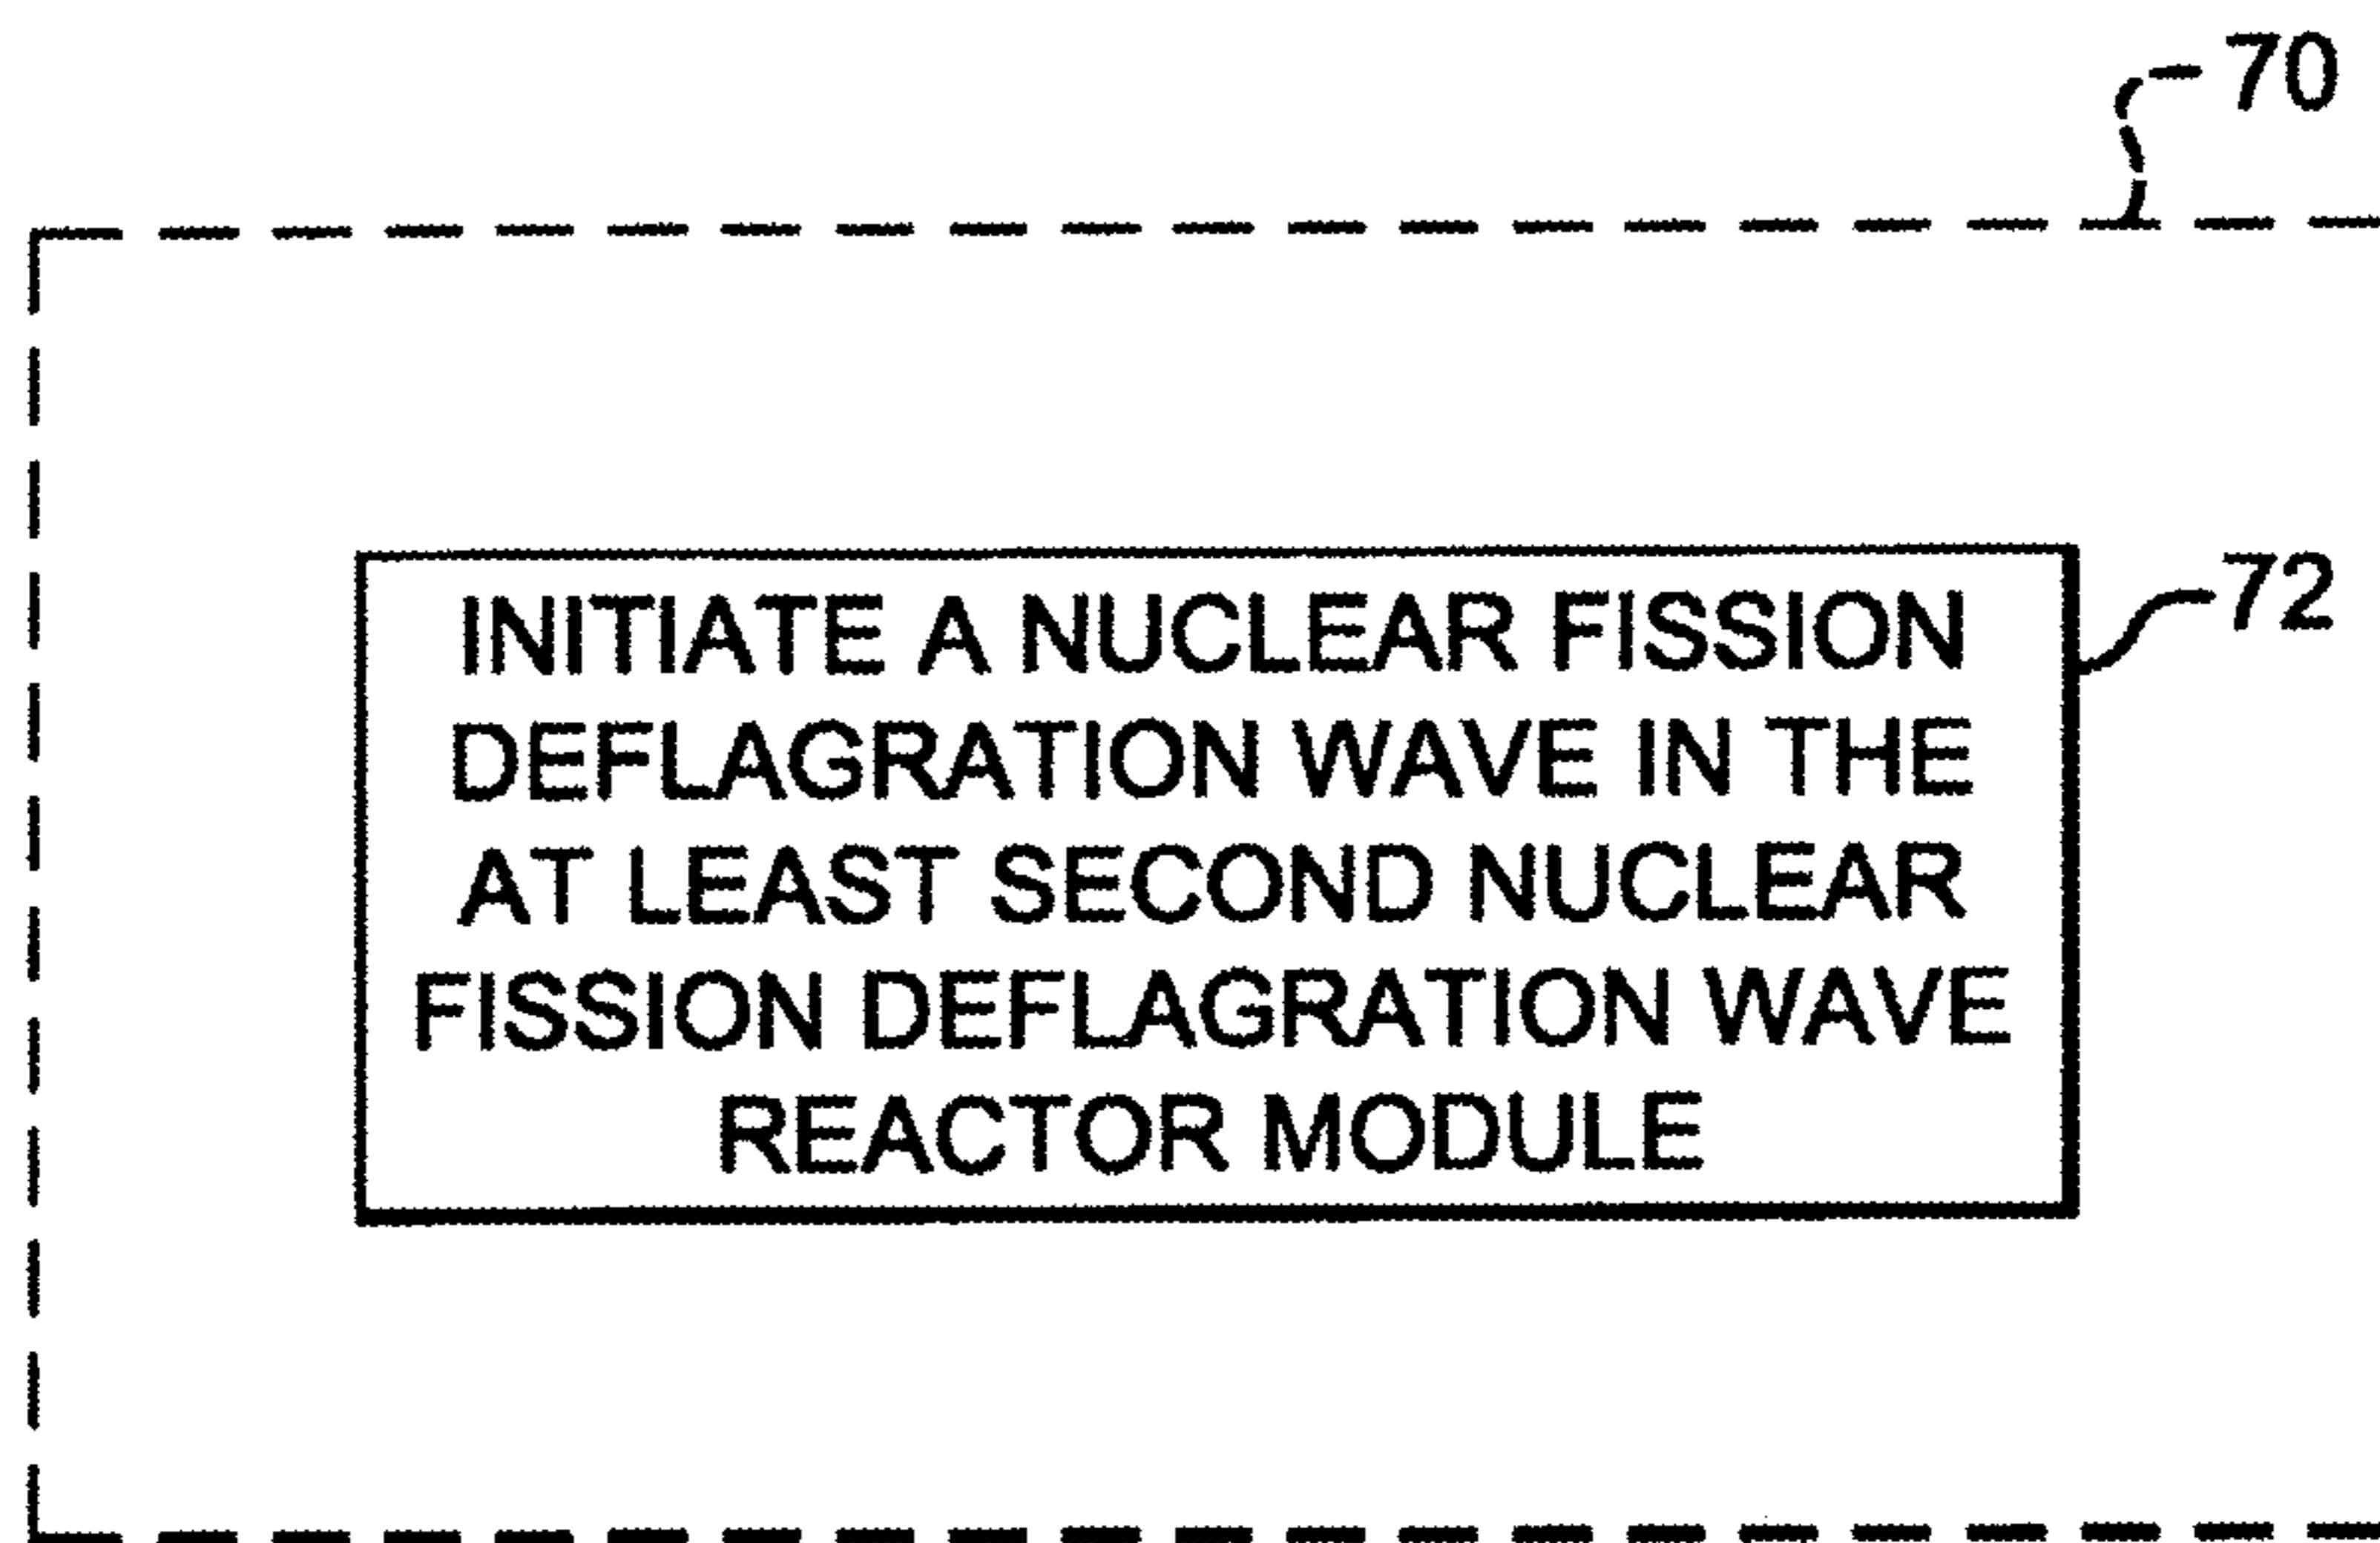 70
72
INITIATE A NUCLEAR FISSION
DEFLAGRATION WAVE IN THE
AT LEAST SECOND NUCLEAR
FISSION DEFLAGRATION WAVE
REACTOR MODULE